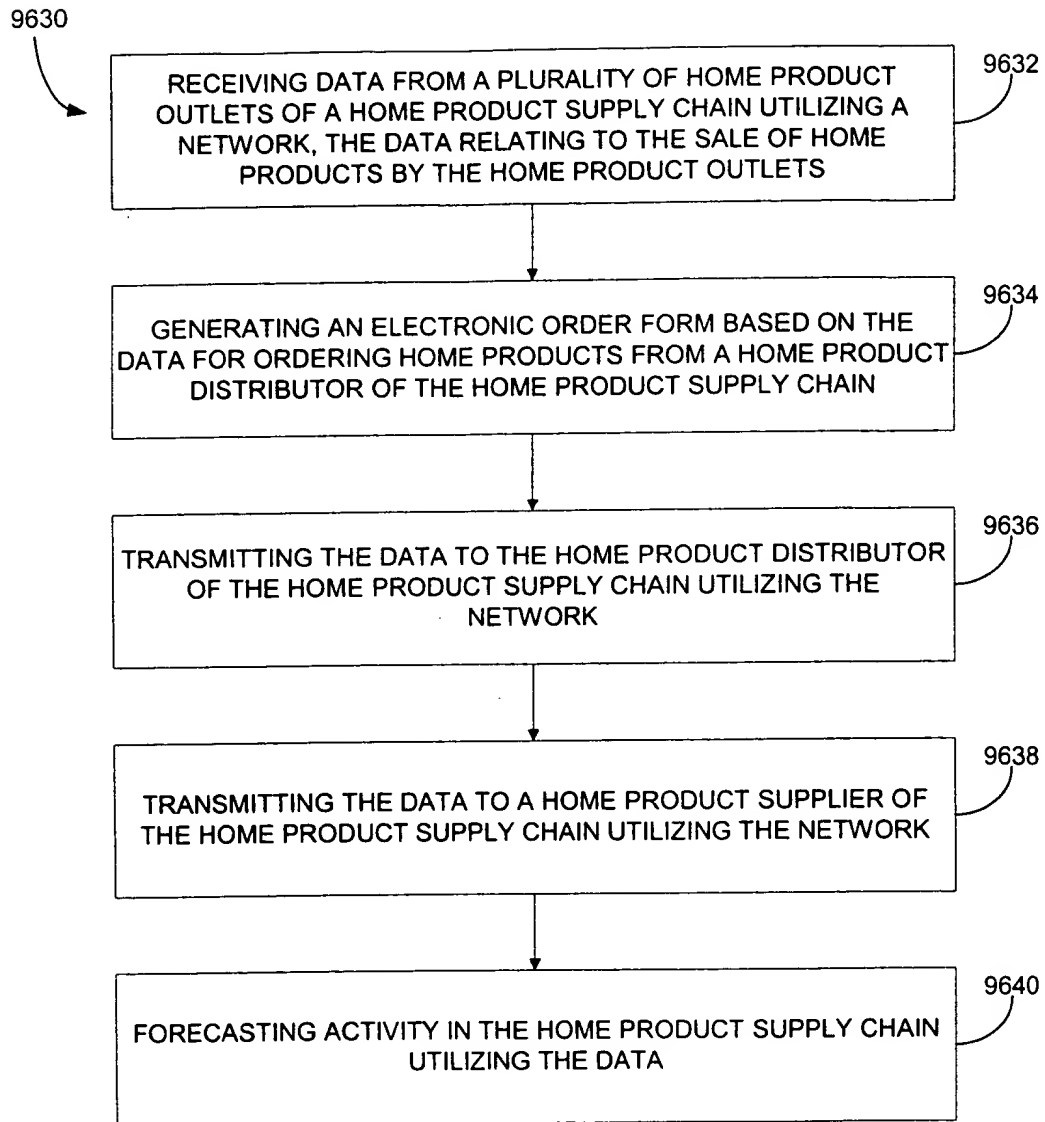 9630
RECEIVING DATA FROM A PLURALITY OF HOME PRODUCT
OUTLETS OF A HOME PRODUCT SUPPLY CHAIN UTILIZING A
NETWORK, THE DATA RELATING TO THE SALE OF HOME
PRODUCTS BY THE HOME PRODUCT OUTLETS
9632
GENERATING AN ELECTRONIC ORDER FORM BASED ON THE
DATA FOR ORDERING HOME PRODUCTS FROM A HOME PRODUCT
DISTRIBUTOR OF THE HOME PRODUCT SUPPLY CHAIN
9634
TRANSMITTING THE DATA TO THE HOME PRODUCT DISTRIBUTOR
OF THE HOME PRODUCT SUPPLY CHAIN UTILIZING THE
NETWORK
9636
TRANSMITTING THE DATA TO A HOME PRODUCT SUPPLIER OF
THE HOME PRODUCT SUPPLY CHAIN UTILIZING THE NETWORK
9638
FORECASTING ACTIVITY IN THE HOME PRODUCT SUPPLY CHAIN
UTILIZING THE DATA
9640